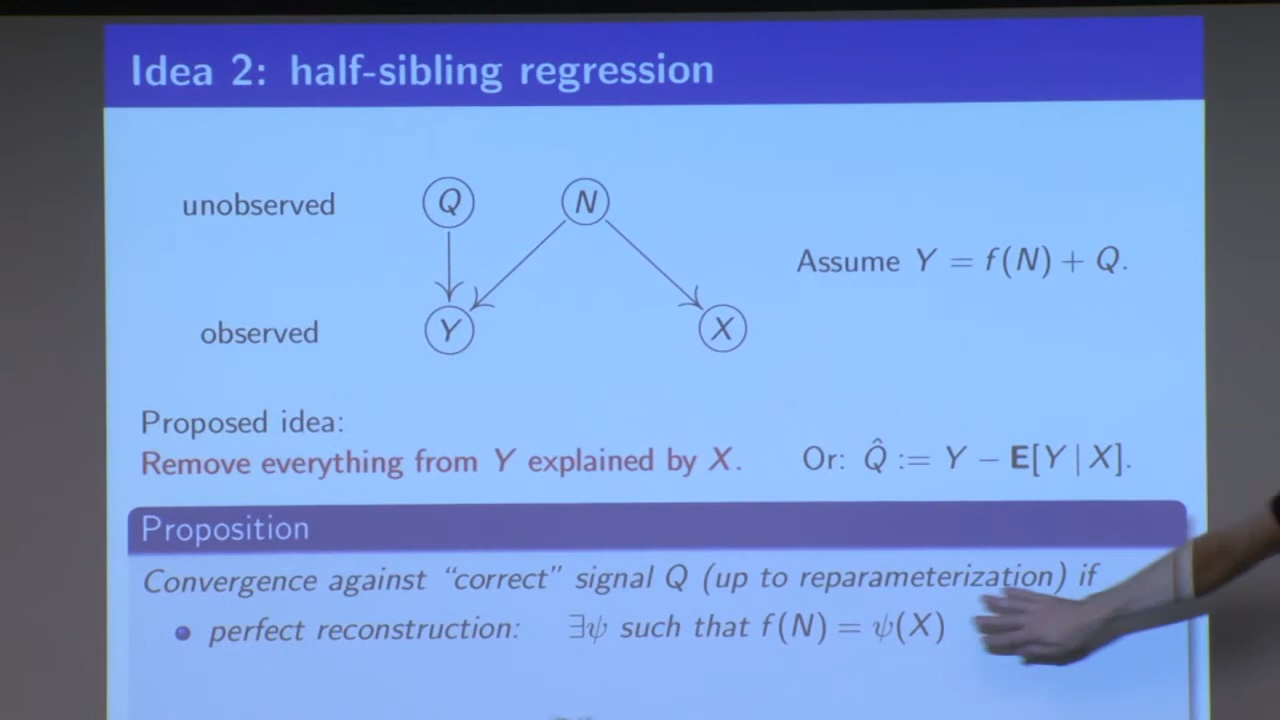 Idea 2: half-sibling regression
unobserved Q N
Assume Y = f(N) + Q.
observed Y X
Proposed idea:
Remove everything from Y explained by X. Or: Q̂ := Y − E[Y | X].
Proposition
Convergence against “correct” signal Q (up to reparameterization) if
• perfect reconstruction: ∃ψ such that f(N) = ψ(X)